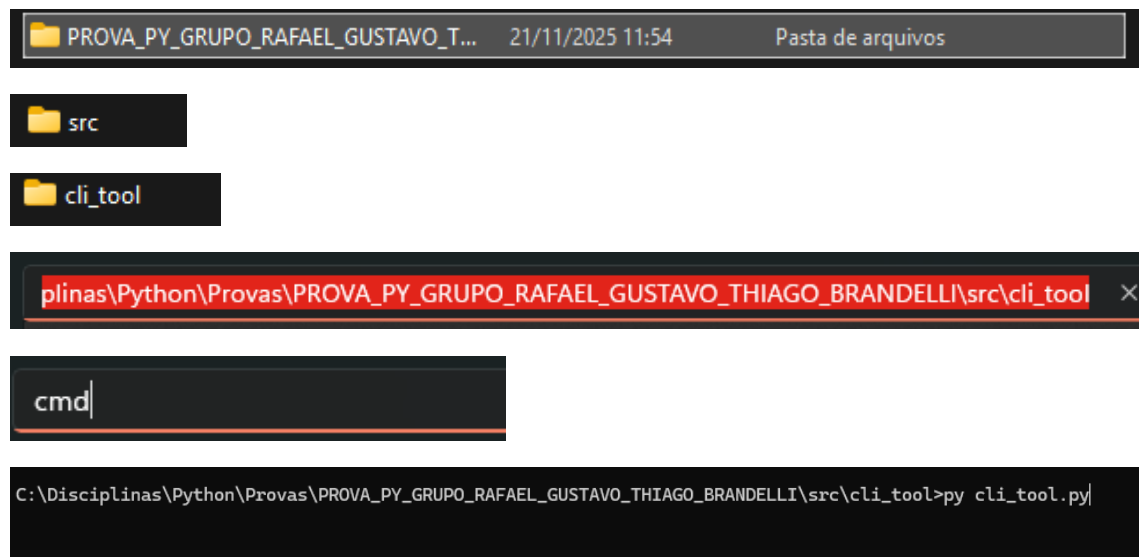 PROVA_PY_GRUPO_RAFAEL_GUSTAVO_T... 21/11/2025 11:54 Pasta de arquivos
src
cli_tool
plinas\Python\Provas\PROVA_PY_GRUPO_RAFAEL_GUSTAVO_THIAGO_BRANDELLI\src\cli_tool
cmd
C:\Disciplinas\Python\Provas\PROVA_PY_GRUPO_RAFAEL_GUSTAVO_THIAGO_BRANDELLI\src\cli_tool>py cli_tool.py